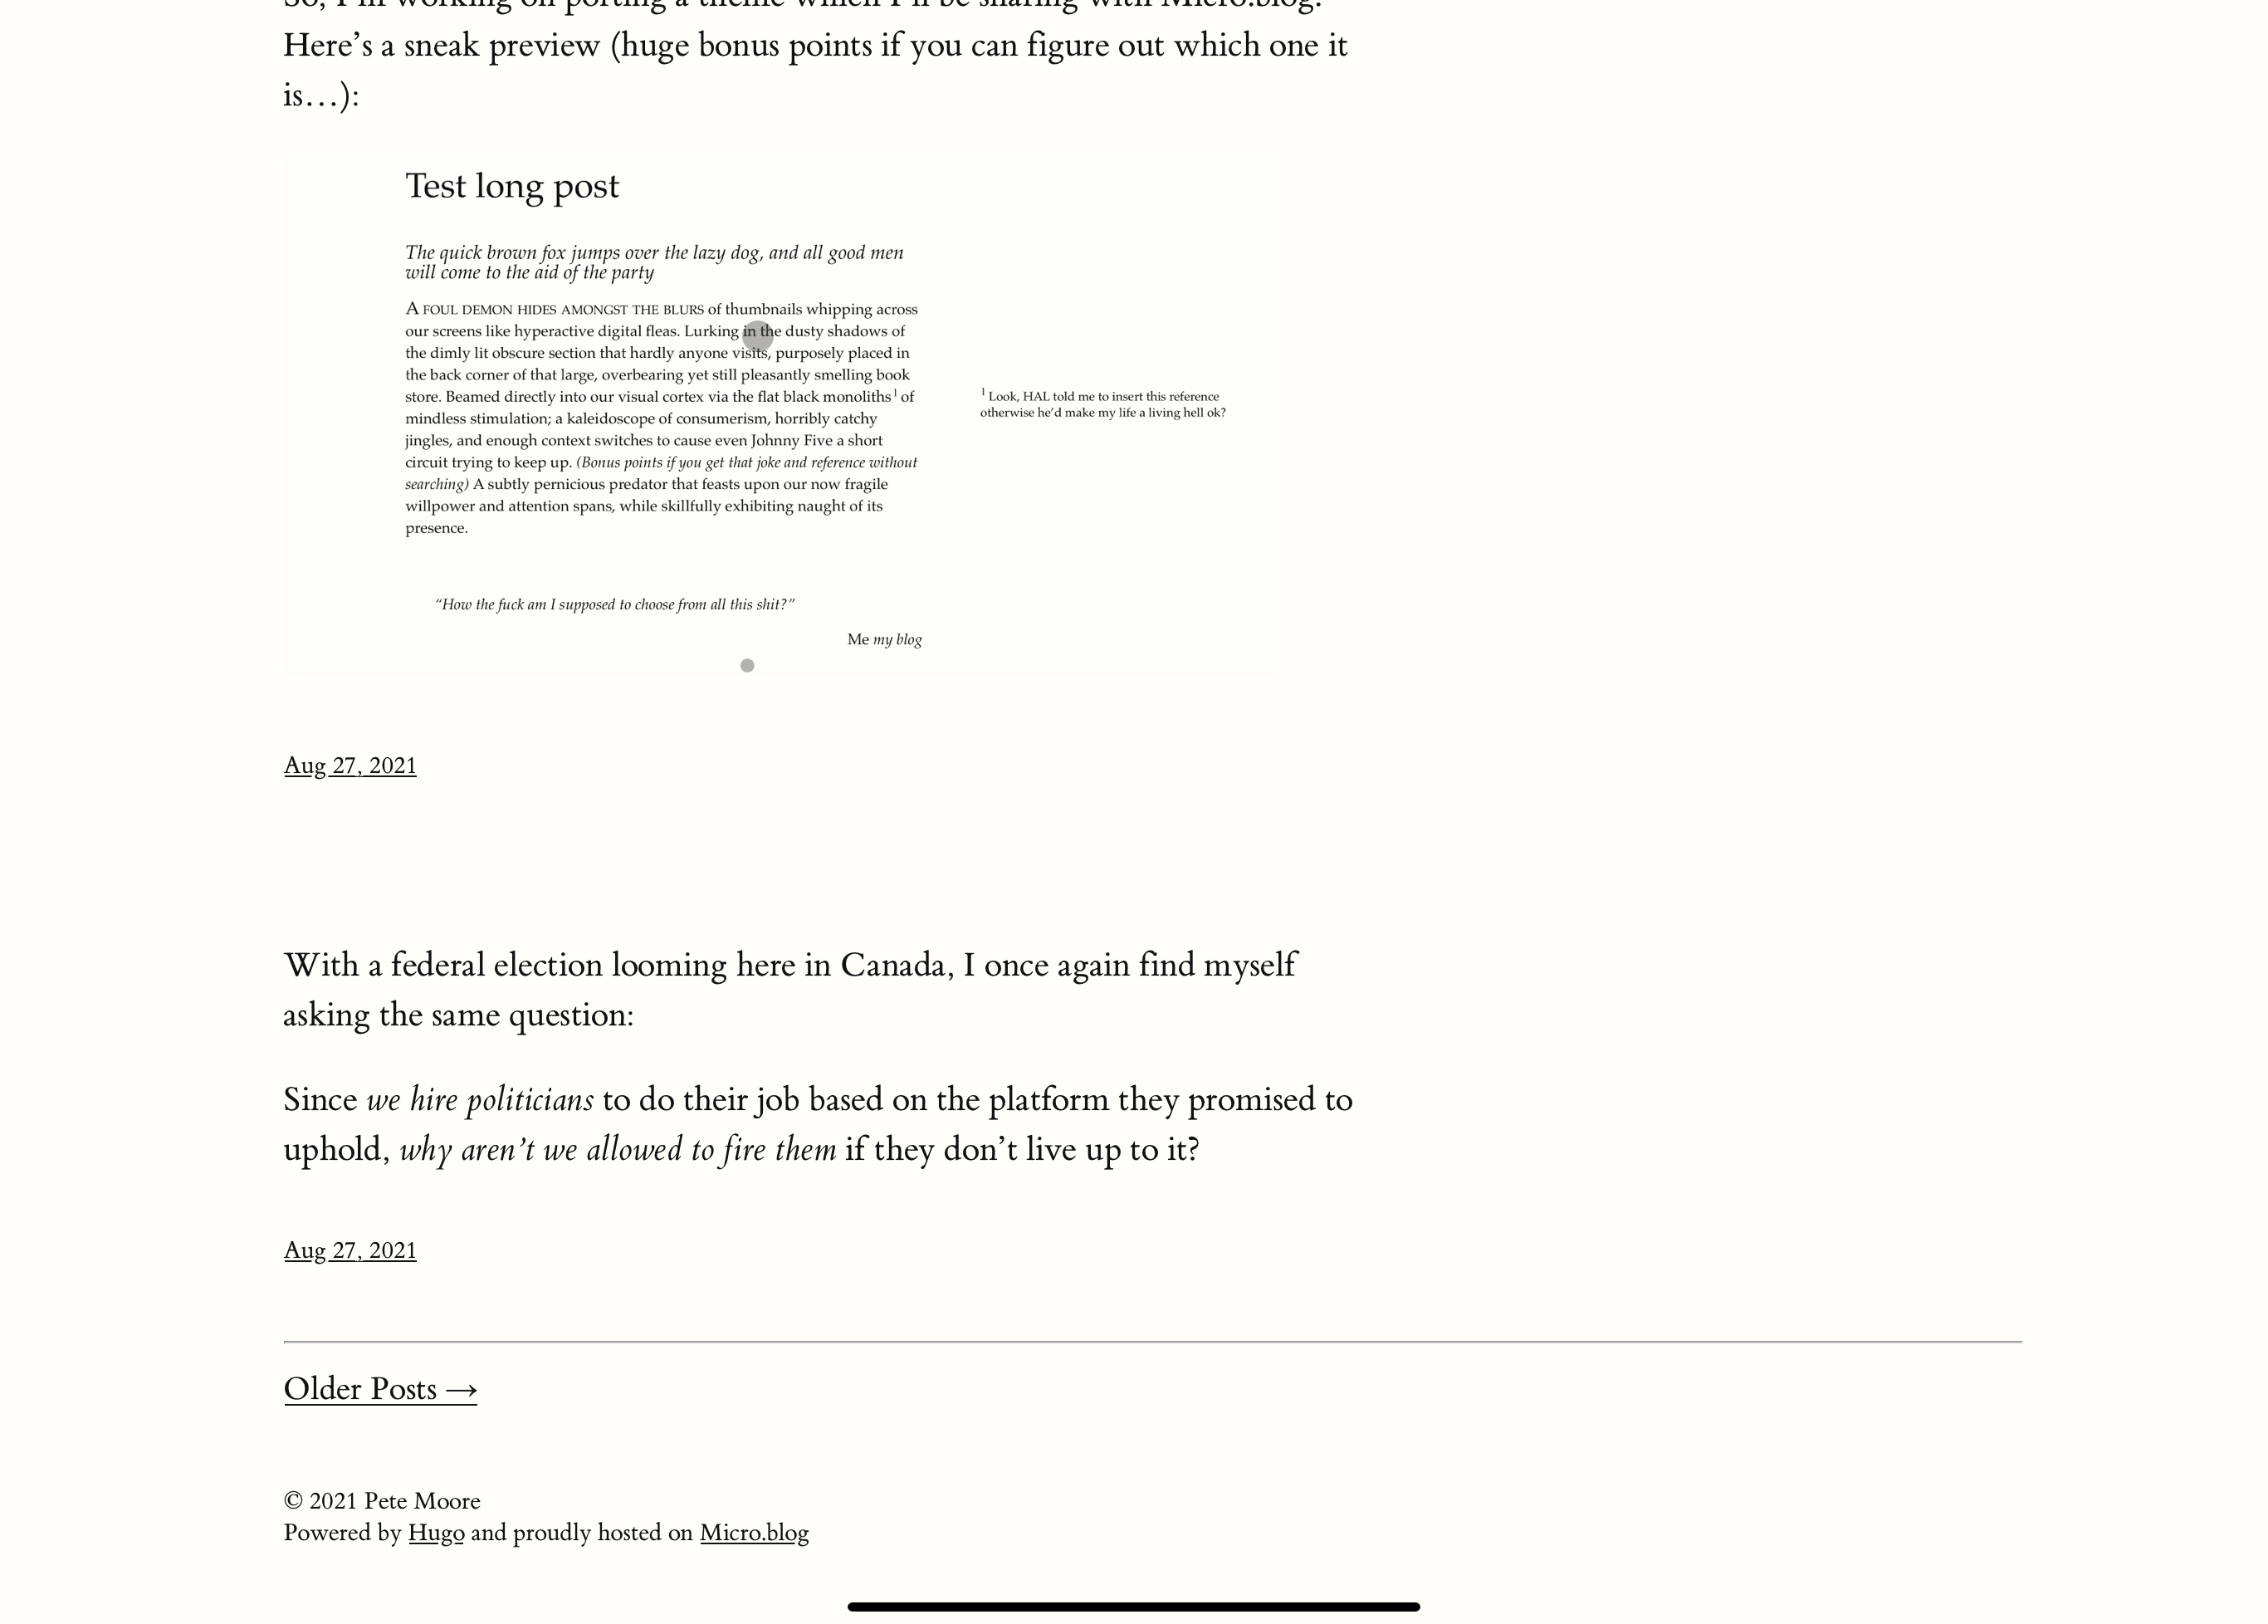 So, I'm working on porting a theme which I'll be sharing with Micro.blog.
Here’s a sneak preview (huge bonus points if you can figure out which one it
is…):
Test long post
The quick brown fox jumps over the lazy dog, and all good men
will come to the aid of the party
A FOUL DEMON HIDES AMONGST THE BLURS of thumbnails whipping across
our screens like hyperactive digital fleas. Lurking in the dusty shadows of
the dimly lit obscure section that hardly anyone visits, purposely placed in
the back corner of that large, overbearing yet still pleasantly smelling book
store. Beamed directly into our visual cortex via the flat black monoliths¹ of
mindless stimulation; a kaleidoscope of consumerism, horribly catchy
jingles, and enough context switches to cause even Johnny Five a short
circuit trying to keep up. (Bonus points if you get that joke and reference without
searching) A subtly pernicious predator that feasts upon our now fragile
willpower and attention spans, while skillfully exhibiting naught of its
presence.
¹ Look, HAL told me to insert this reference
otherwise he’d make my life a living hell ok?
“How the fuck am I supposed to choose from all this shit?”
Me my blog
Aug 27, 2021
With a federal election looming here in Canada, I once again find myself
asking the same question:
Since we hire politicians to do their job based on the platform they promised to
uphold, why aren’t we allowed to fire them if they don’t live up to it?
Aug 27, 2021
Older Posts →
© 2021 Pete Moore
Powered by Hugo and proudly hosted on Micro.blog